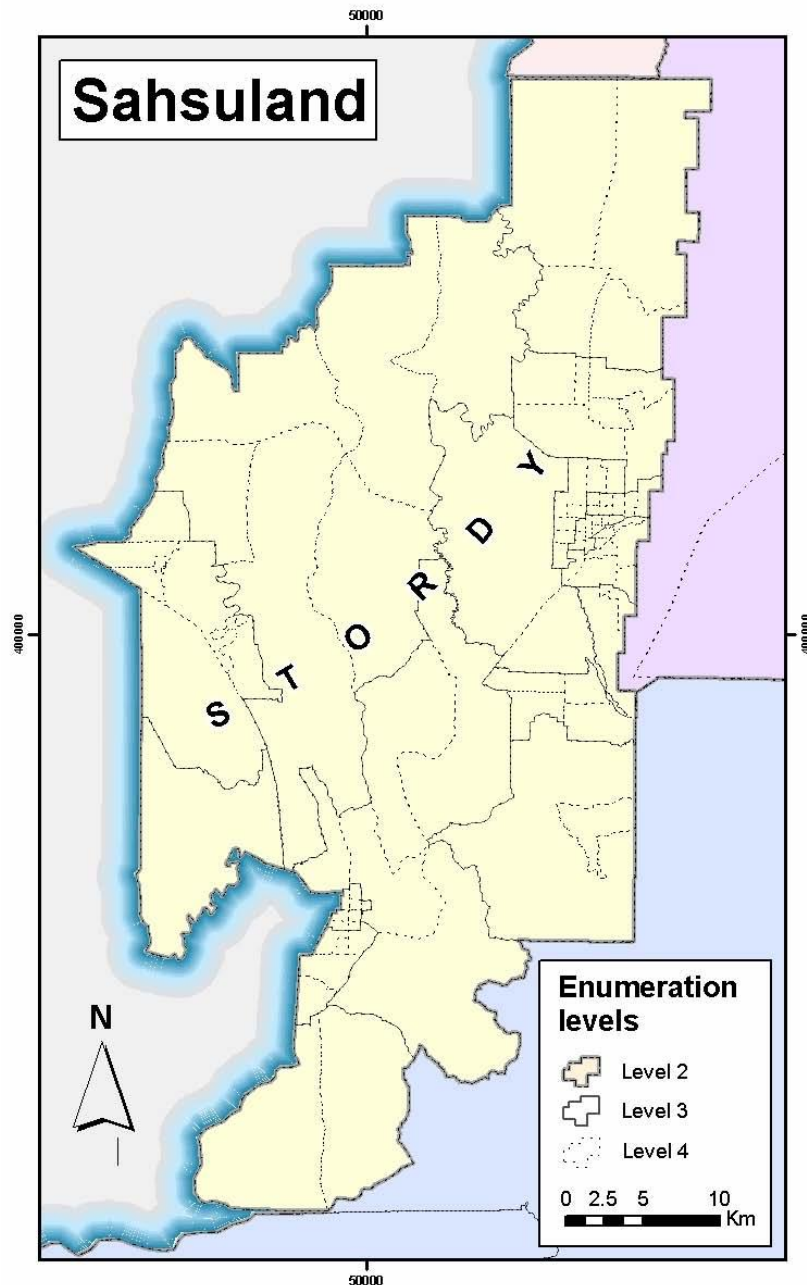 50000
Sahsuland
STORDY
400000
400000
N
Enumeration
levels
Level 2
Level 3
Level 4
0 2.5 5 10
Km
50000